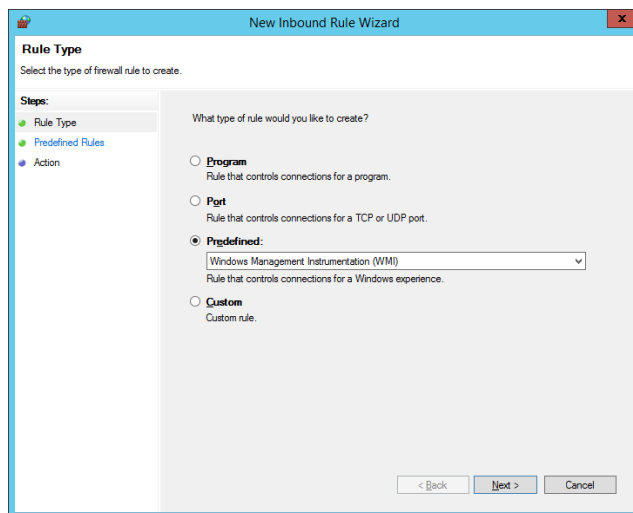 New Inbound Rule Wizard
x
Rule Type
Select the type of firewall rule to create.
Steps:
Rule Type
Predefined Rules
Action
What type of rule would you like to create?
Program
Rule that controls connections for a program.
Port
Rule that controls connections for a TCP or UDP port.
Predefined:
Windows Management Instrumentation (WMI)
Rule that controls connections for a Windows experience.
Custom
Custom rule.
< Back Next > Cancel